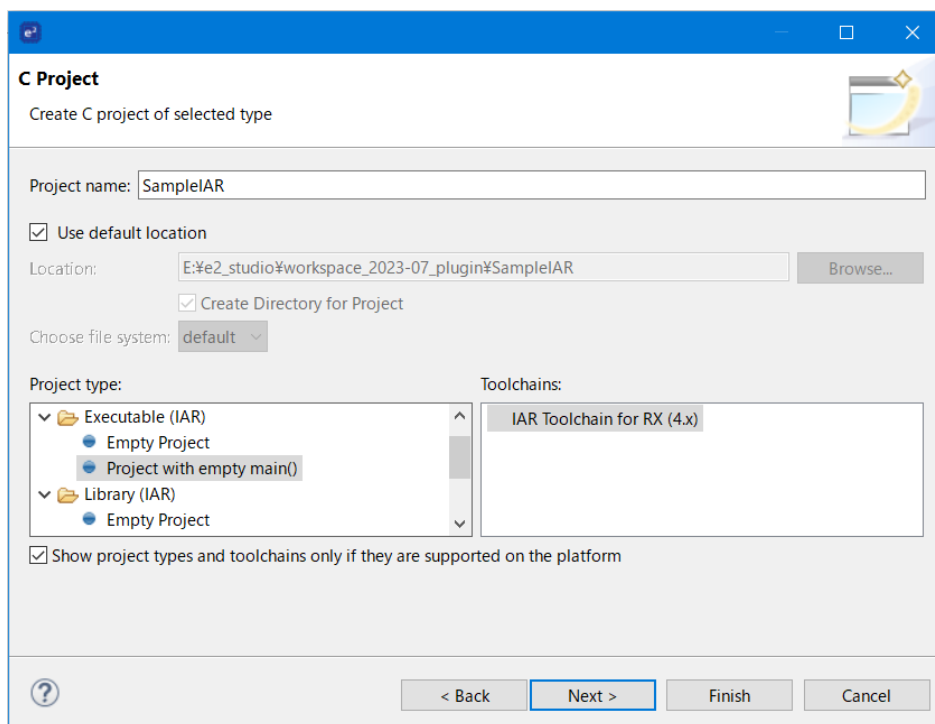 e²
C Project
Create C project of selected type
Project name: SampleIAR
Use default location
Location: E:¥e2_studio¥workspace_2023-07_plugin¥SampleIAR Browse...
Create Directory for Project
Choose file system: default
Project type: Toolchains:
Executable (IAR) IAR Toolchain for RX (4.x)
Empty Project
Project with empty main()
Library (IAR)
Empty Project
Show project types and toolchains only if they are supported on the platform
? < Back Next > Finish Cancel